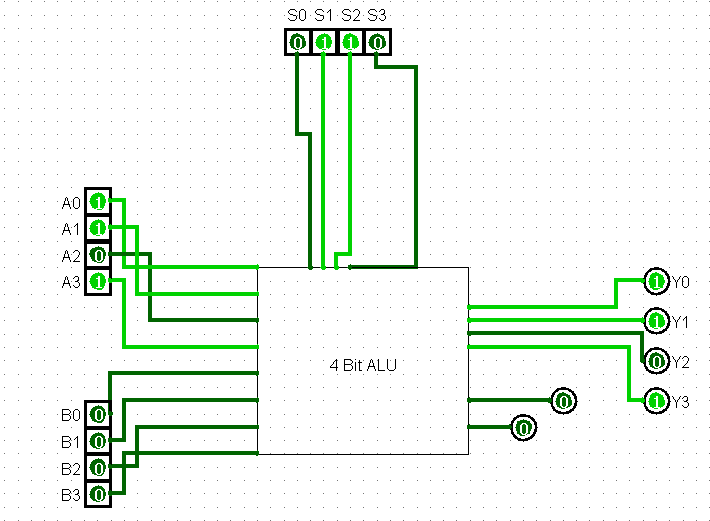 S0 S1 S2 S3
0 1 1 0
A0 1
A1 1
A2 0
A3 1
B0 0
B1 0
B2 0
B3 0
4 Bit ALU
1 Y0
1 Y1
0 Y2
1 Y3
0
0